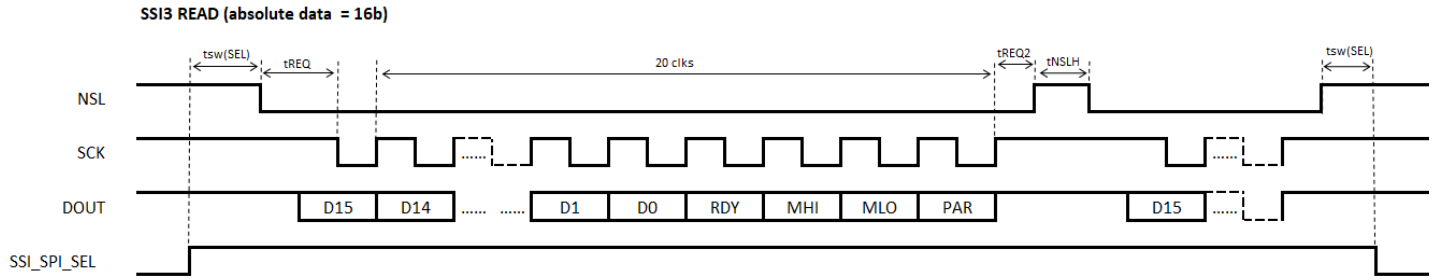 SSI3 READ (absolute data = 16b)
tsw(SEL) tREQ 20 clks tREQ2 tNSLH tsw(SEL)
NSL
SCK ...... ......
DOUT D15 D14 ...... ...... D1 D0 RDY MHI MLO PAR D15 ......
SSI_SPI_SEL